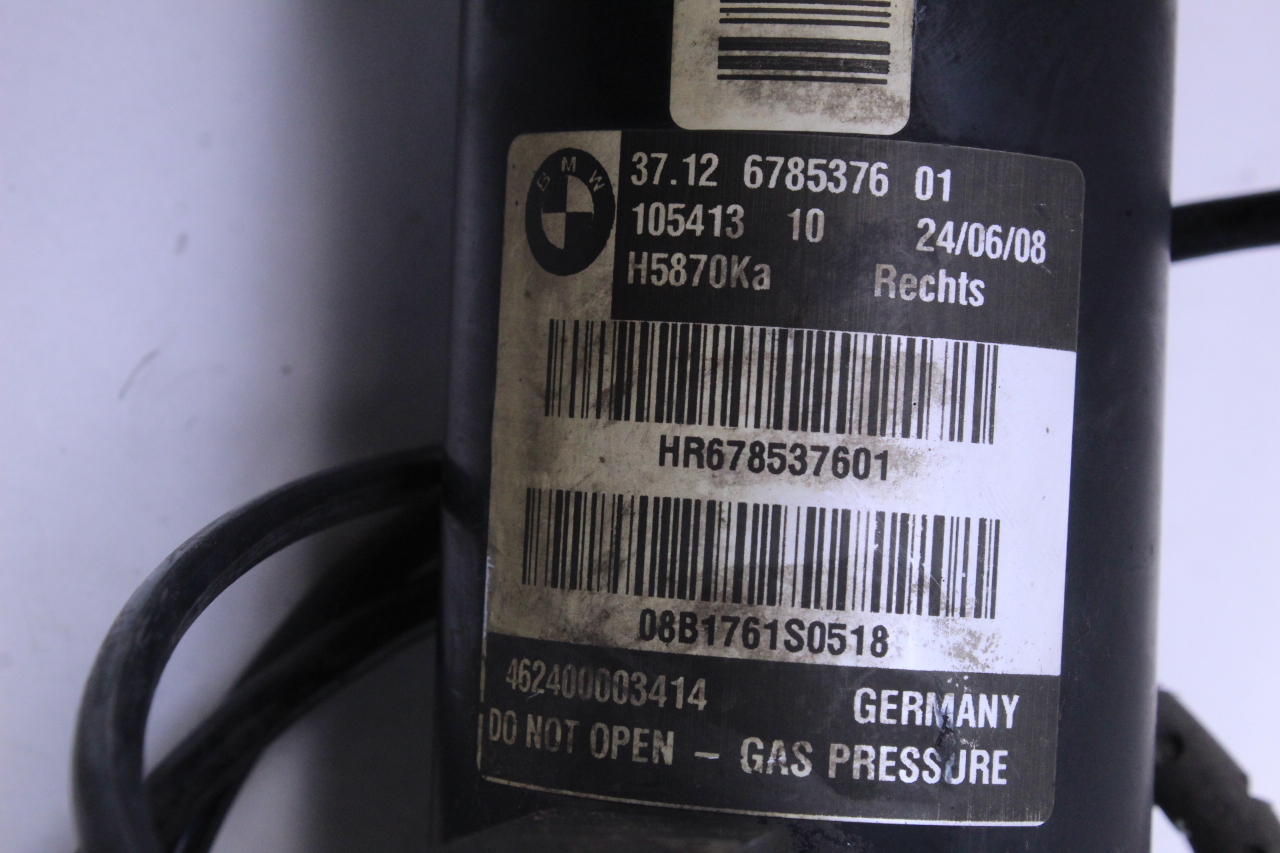 BMW
37.12 6785376 01
105413 10 24/06/08
H5870Ka Rechts
HR678537601
08B1761S0518
462400003414 GERMANY
DO NOT OPEN – GAS PRESSURE